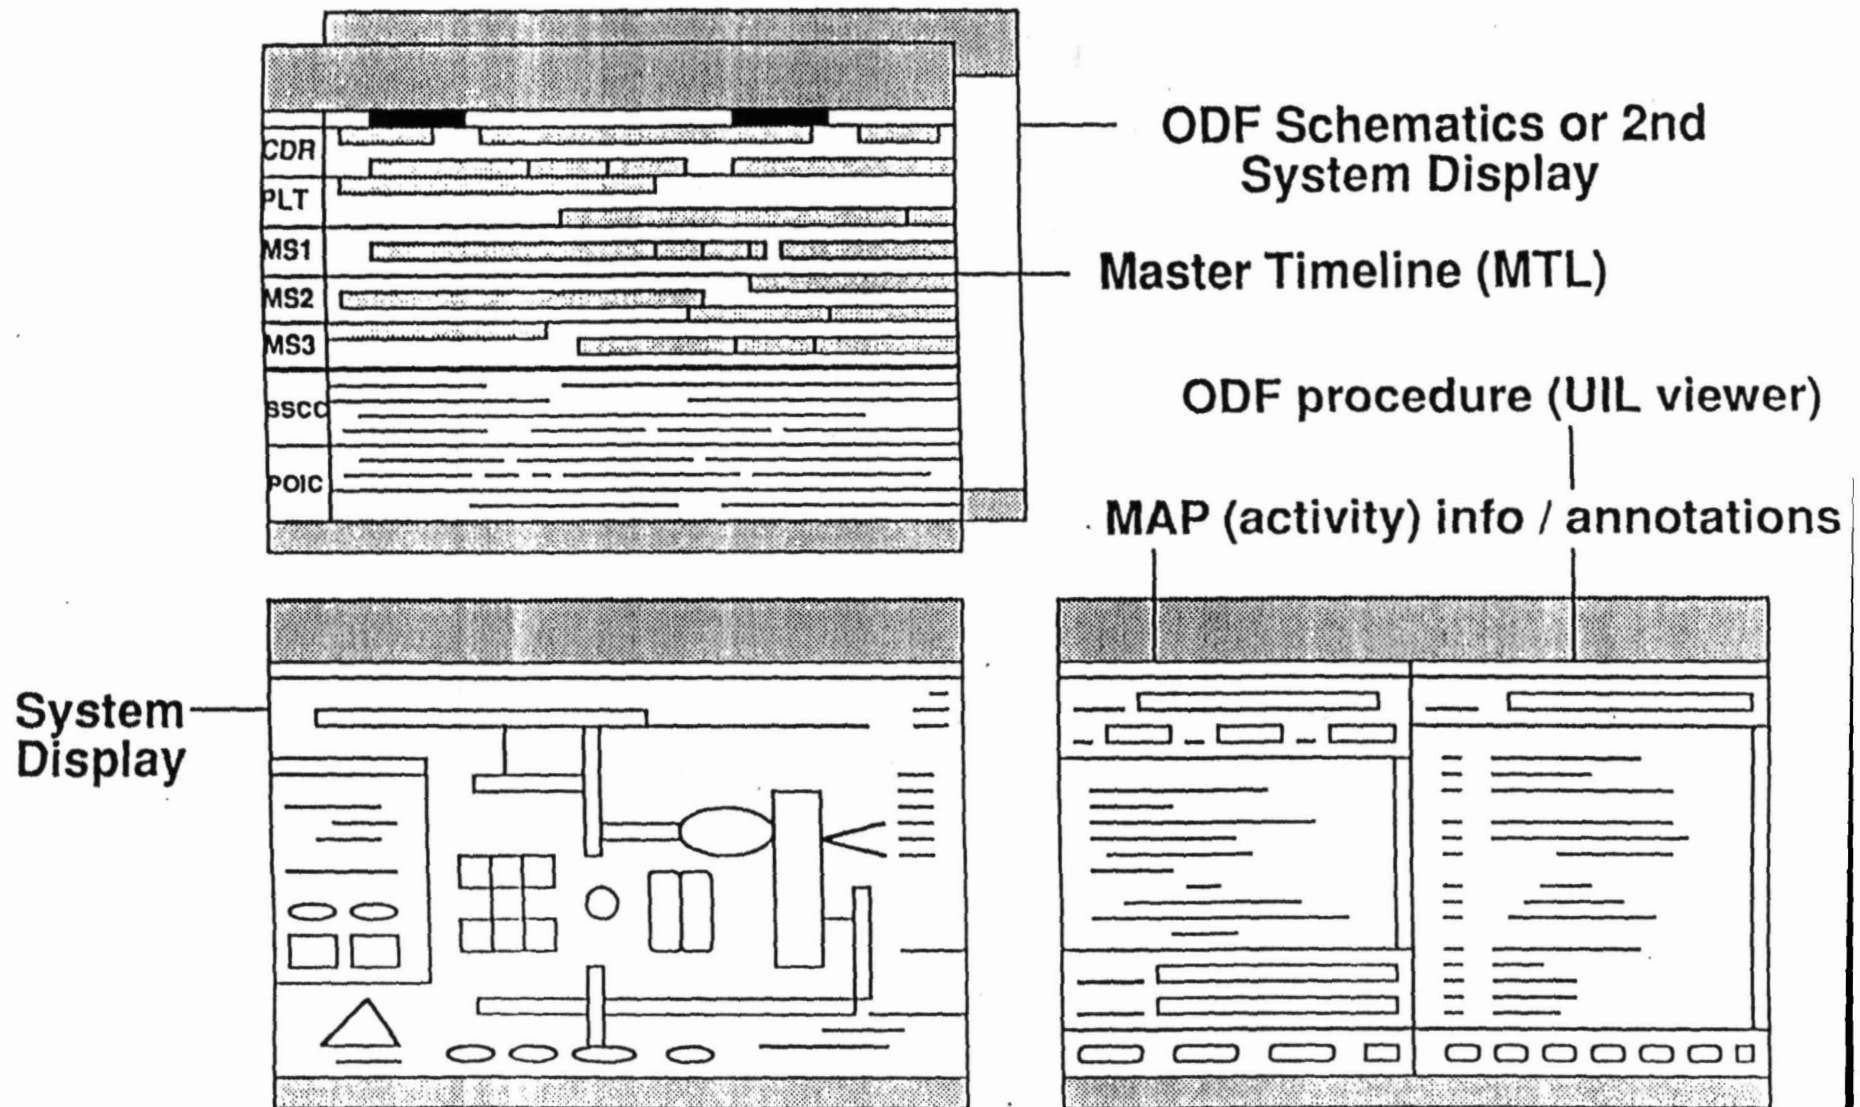 CDR
PLT
MS1
MS2
MS3
SSCC
POIC
ODF Schematics or 2nd
System Display
Master Timeline (MTL)
ODF procedure (UIL viewer)
MAP (activity) info / annotations
System
Display